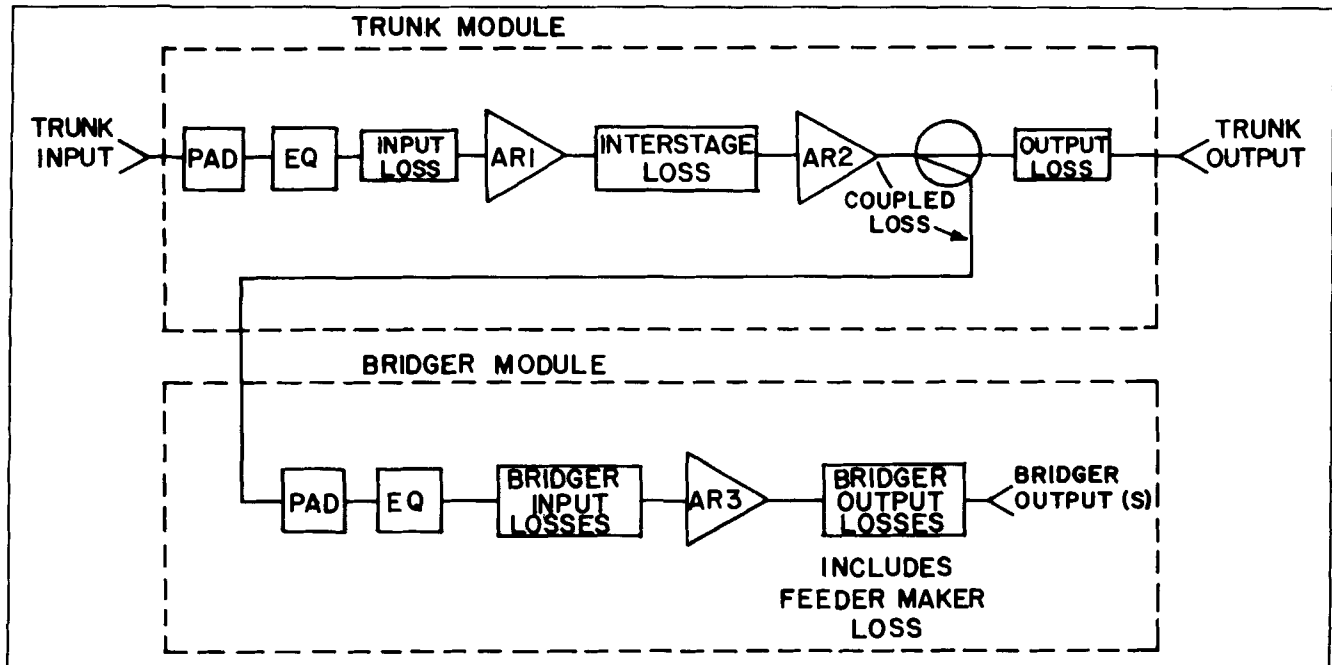 TRUNK MODULE
TRUNK
INPUT
PAD
EQ
INPUT
LOSS
AR1
INTERSTAGE
LOSS
AR2
COUPLED
LOSS
OUTPUT
LOSS
TRUNK
OUTPUT
BRIDGER MODULE
PAD
EQ
BRIDGER
INPUT
LOSSES
AR3
BRIDGER
OUTPUT
LOSSES
INCLUDES
FEEDER MAKER
LOSS
BRIDGER
OUTPUT (S)